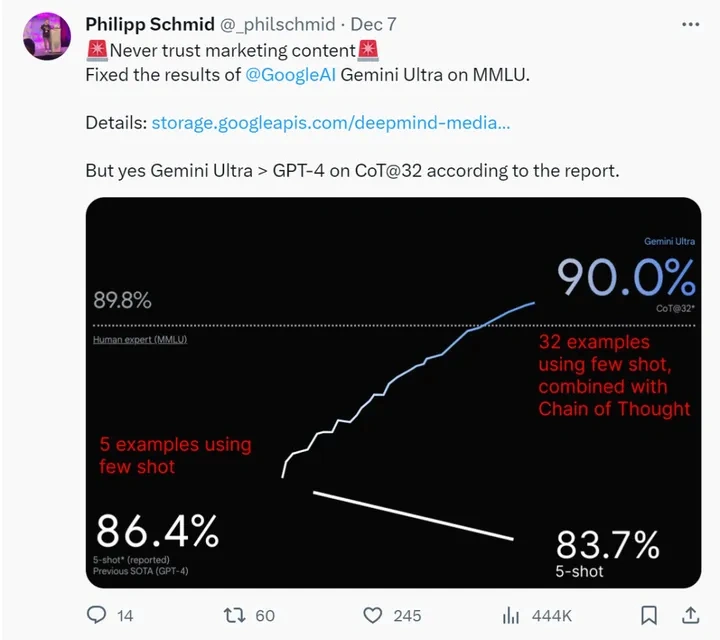 Philipp Schmid @_philschmid · Dec 7
🚨Never trust marketing content🚨
Fixed the results of @GoogleAI Gemini Ultra on MMLU.
Details: storage.googleapis.com/deepmind-media...
But yes Gemini Ultra > GPT-4 on CoT@32 according to the report.
Gemini Ultra
90.0%
CoT@32*
89.8%
Human expert (MMLU)
32 examples
using few shot,
combined with
Chain of Thought
5 examples using
few shot
86.4%
5-shot* (reported)
Previous SOTA (GPT-4)
83.7%
5-shot
14
60
245
444K